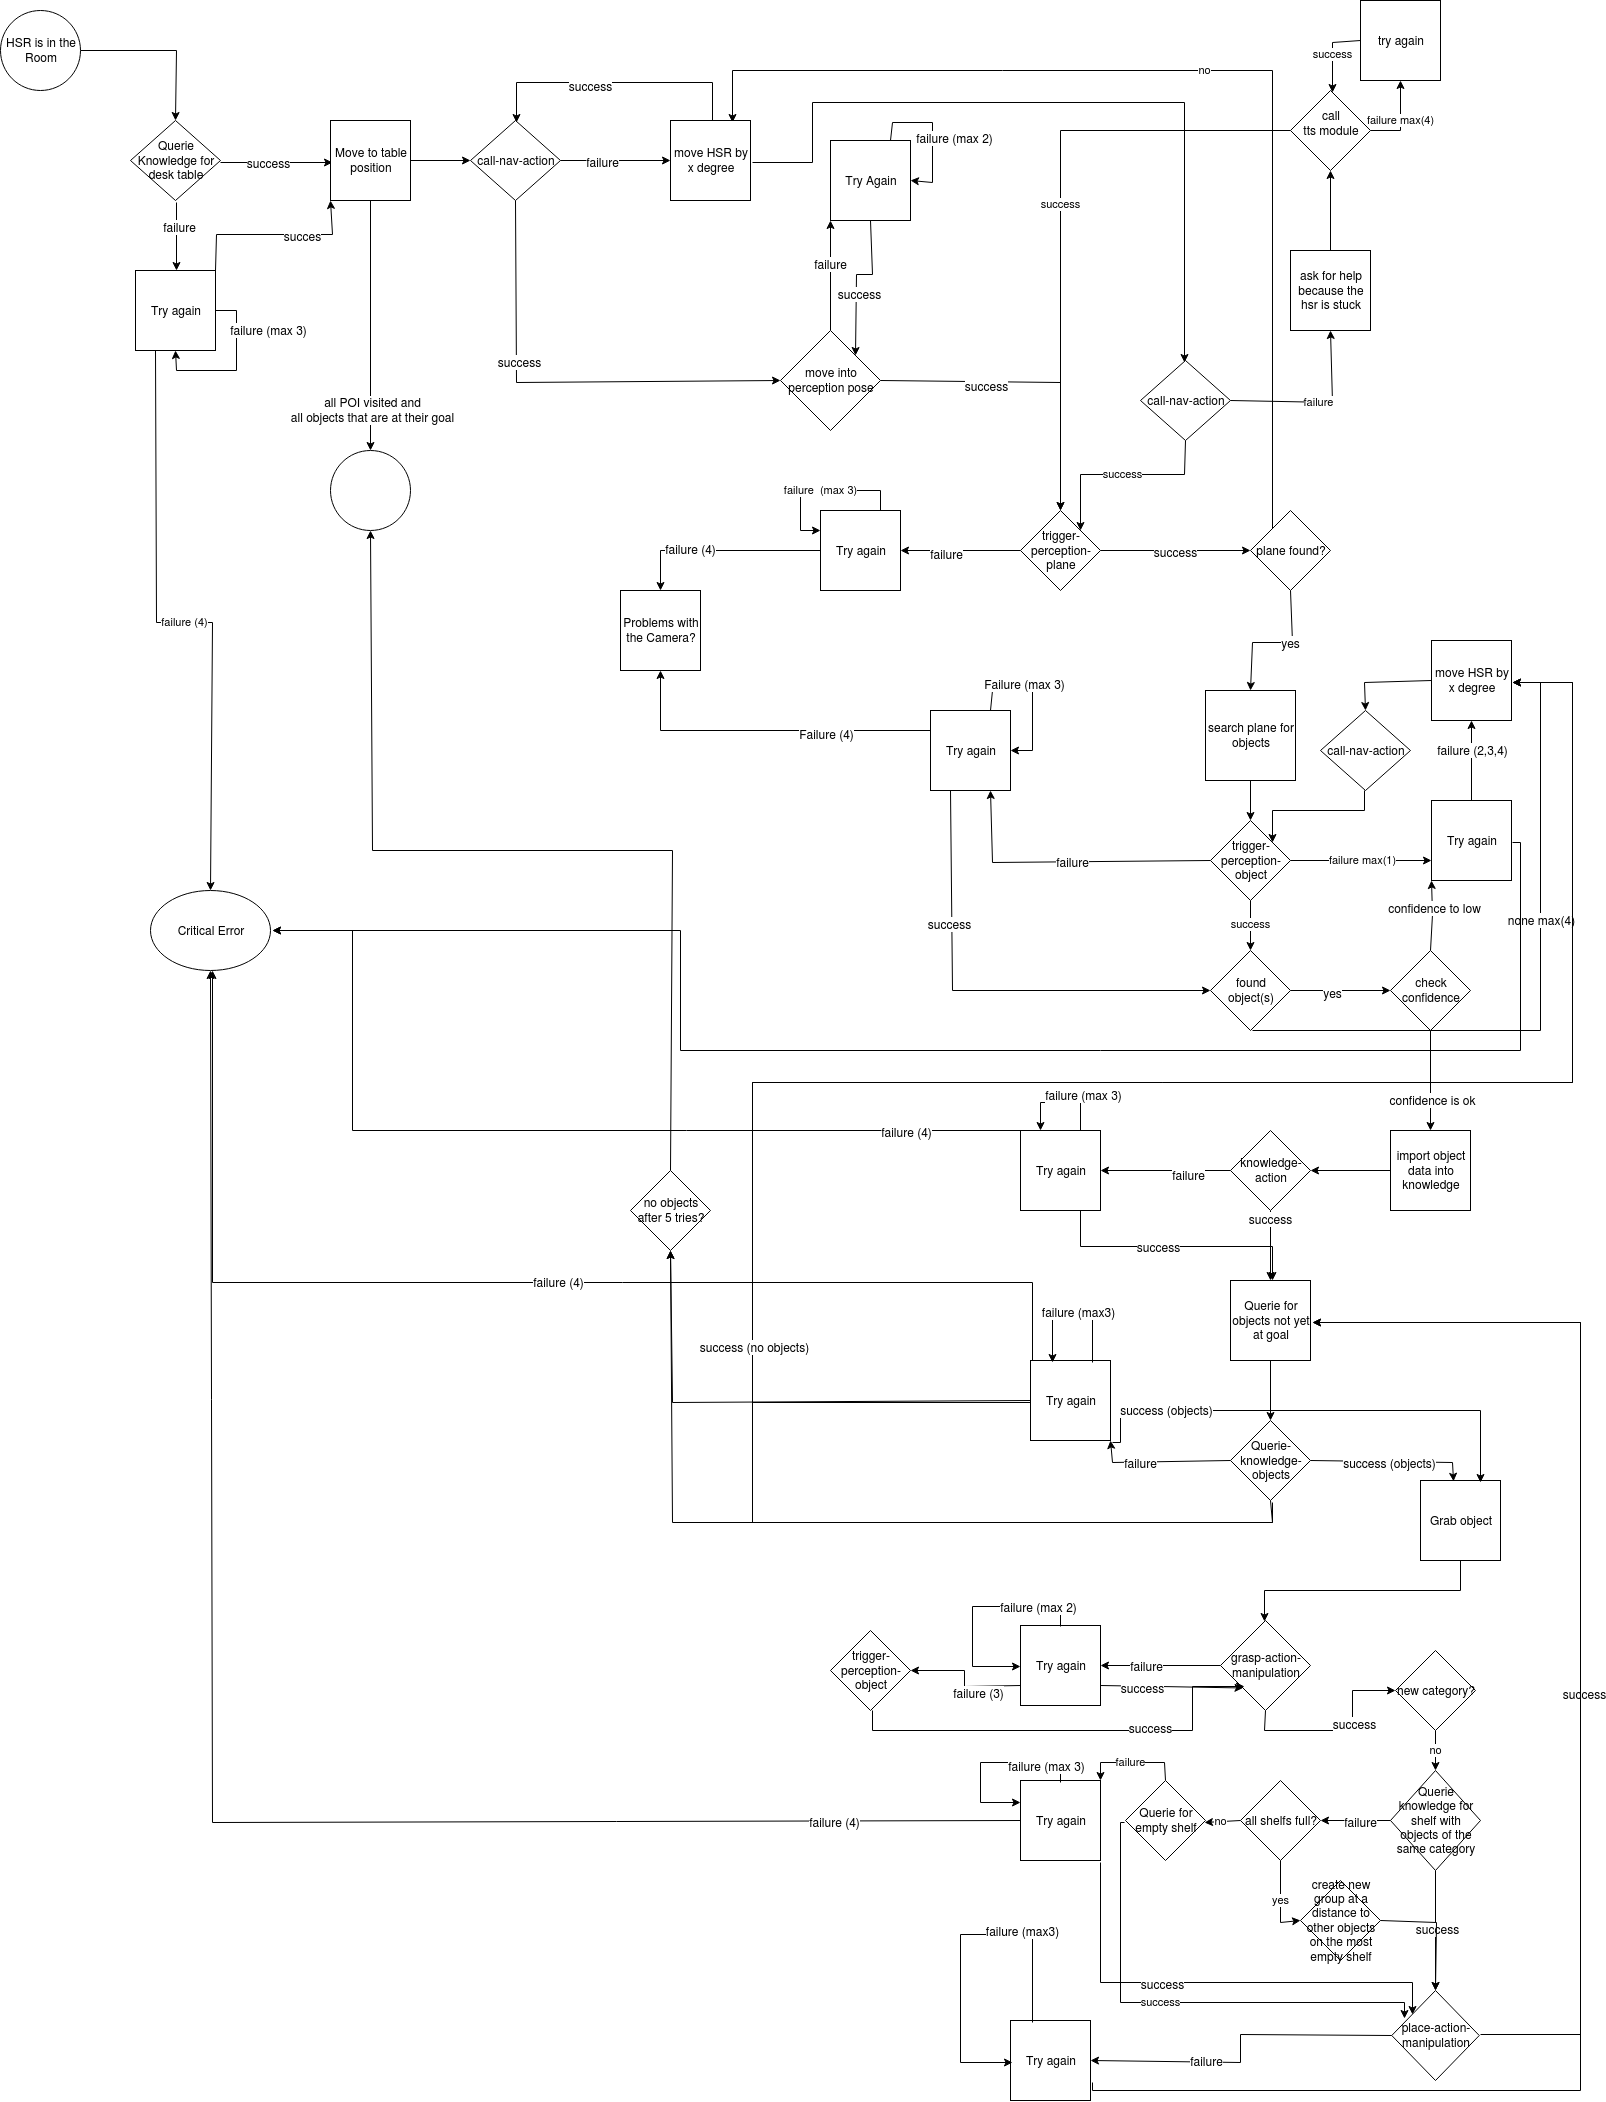 HSR is in the
Room
try again
success
no
success
call
tts module
failure max(4)
Querie
Knowledge for
desk table
success
Move to table
position
call-nav-action
failure
move HSR by
x degree
failure (max 2)
Try Again
success
failure
succes
failure
success
ask for help
because the
hsr is stuck
Try again
failure (max 3)
success
move into
perception pose
success
call-nav-action
failure
all POI visited and
all objects that are at their goal
success
failure  (max 3)
Try again
failure (4)
failure
trigger-
perception-
plane
success
plane found?
Problems with
the Camera?
failure (4)
yes
Failure (max 3)
move HSR by
x degree
Failure (4)
Try again
search plane for
objects
call-nav-action
failure (2,3,4)
trigger-
perception-
object
failure
failure max(1)
Try again
confidence to low
none max(4)
success
success
Critical Error
found
object(s)
yes
check
confidence
failure (max 3)
confidence is ok
failure (4)
Try again
failure
knowledge-
action
import object
data into
knowledge
no objects
after 5 tries?
success
success
failure (4)
failure (max3)
Querie for
objects not yet
at goal
success (no objects)
Try again
success (objects)
failure
Querie-
knowledge-
objects
success (objects)
Grab object
failure (max 2)
trigger-
perception-
object
Try again
failure
grasp-action-
manipulation
failure (3)
success
success
success
new category?
success
no
failure (max 3)
failure
Try again
failure (4)
Querie for
empty shelf
no
all shelfs full?
failure
Querie
knowledge for
shelf with
objects of the
same category
yes
create new
group at a
distance to
other objects
on the most
empty shelf
success
failure (max3)
success
success
Try again
failure
place-action-
manipulation